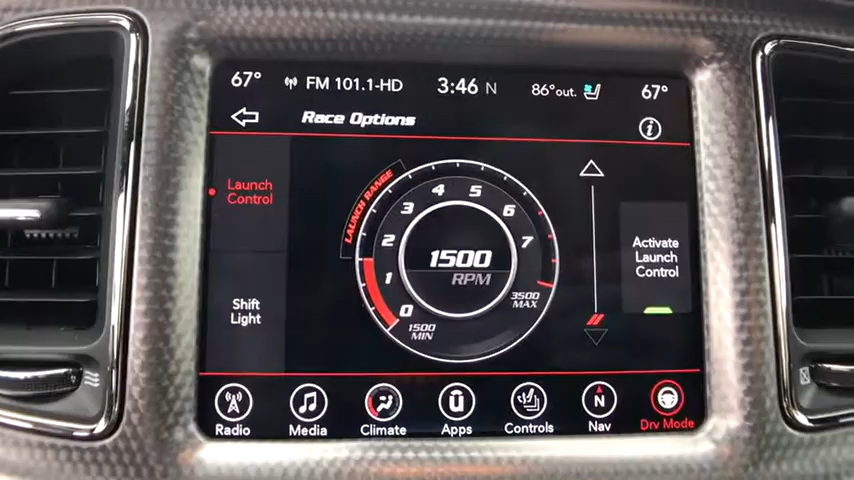 67° FM 101.1-HD 3:46 N 86°out. 67°
Race Options
i
Launch
Control
LAUNCH RANGE
0 1 2 3 4 5 6 7
1500
RPM
1500
MIN
3500
MAX
Activate
Launch
Control
Shift
Light
N
Radio Media Climate Apps Controls Nav Drv Mode